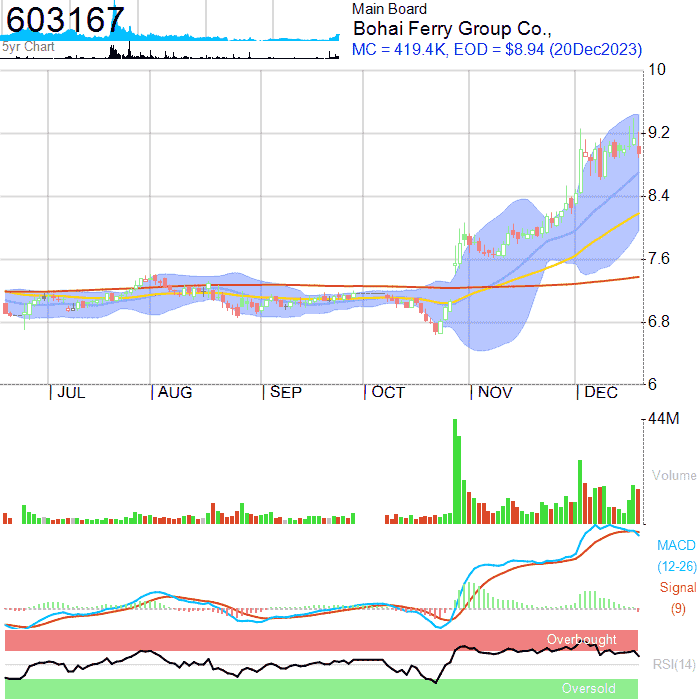 603167
5yr Chart
Main Board
Bohai Ferry Group Co.,
MC = 419.4K, EOD = $8.94 (20Dec2023)
10
9.2
8.4
7.6
6.8
6
JUL
AUG
SEP
OCT
NOV
DEC
44M
Volume
MACD
(12-26)
Signal
(9)
Overbought
RSI(14)
Oversold